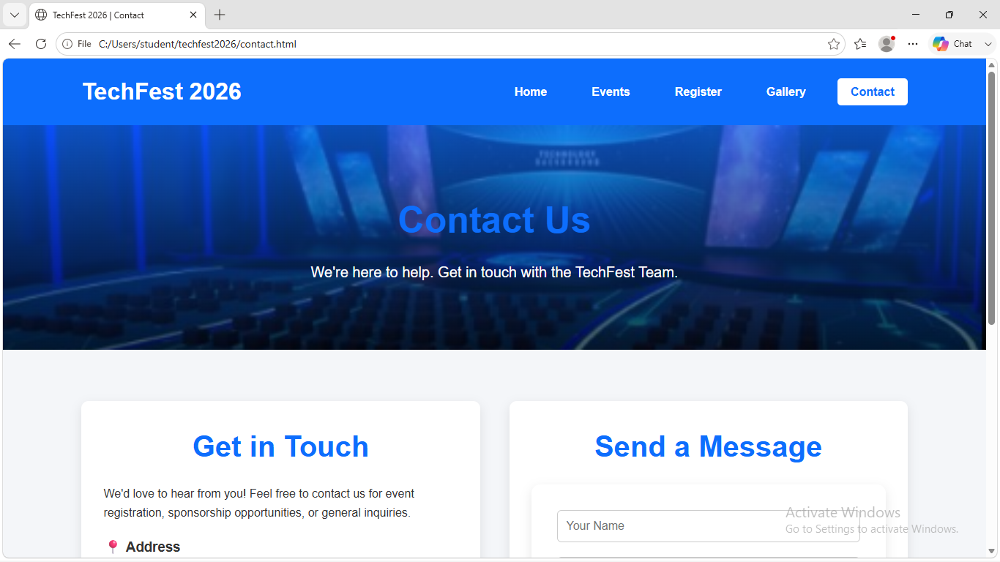 TechFest 2026 | Contact
File C:/Users/student/techfest2026/contact.html
Chat
TechFest 2026
Home
Events
Register
Gallery
Contact
TECHNOLOGY
BACKGROUND
Contact Us
We're here to help. Get in touch with the TechFest Team.
Get in Touch
We'd love to hear from you! Feel free to contact us for event
registration, sponsorship opportunities, or general inquiries.
Address
Send a Message
Your Name
Activate Windows
Go to Settings to activate Windows.